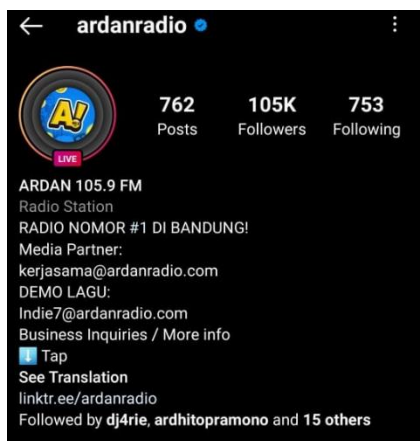 ardanradio
762 105K 753
Posts Followers Following
A!
LIVE
ARDAN 105.9 FM
Radio Station
RADIO NOMOR #1 DI BANDUNG!
Media Partner:
kerjasama@ardanradio.com
DEMO LAGU:
Indie7@ardanradio.com
Business Inquiries / More info
⬇️ Tap
See Translation
linktr.ee/ardanradio
Followed by dj4rie, ardhitopramono and 15 others